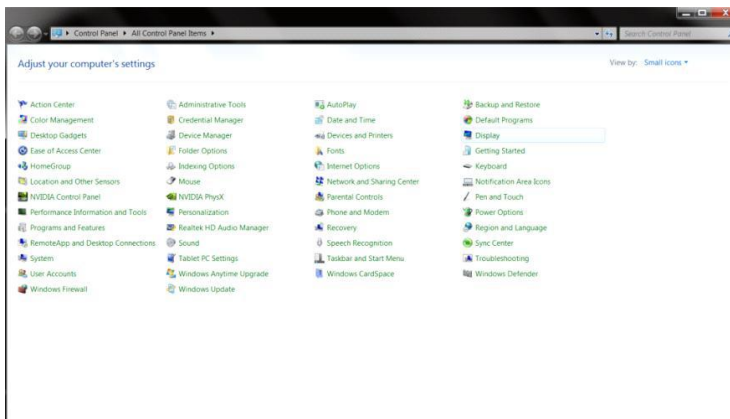 Control Panel ▸ All Control Panel Items ▸ Search Control Panel
Adjust your computer's settings View by: Small icons
Action Center Administrative Tools AutoPlay Backup and Restore
Color Management Credential Manager Date and Time Default Programs
Desktop Gadgets Device Manager Devices and Printers Display
Ease of Access Center Folder Options Fonts Getting Started
HomeGroup Indexing Options Internet Options Keyboard
Location and Other Sensors Mouse Network and Sharing Center Notification Area Icons
NVIDIA Control Panel NVIDIA PhysX Parental Controls Pen and Touch
Performance Information and Tools Personalization Phone and Modem Power Options
Programs and Features Realtek HD Audio Manager Recovery Region and Language
RemoteApp and Desktop Connections Sound Speech Recognition Sync Center
System Tablet PC Settings Taskbar and Start Menu Troubleshooting
User Accounts Windows Anytime Upgrade Windows CardSpace Windows Defender
Windows Firewall Windows Update